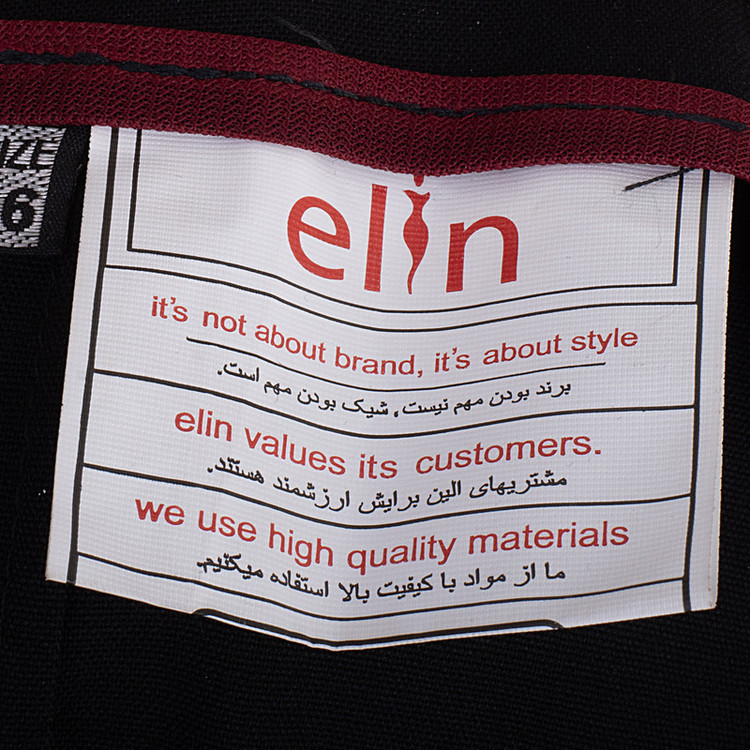 elin
it's not about brand, it's about style
برند بودن مهم نیست، شیک بودن مهم است.
elin values its customers.
مشتریهای الین برایش ارزشمند هستند.
we use high quality materials
ما از مواد با کیفیت بالا استفاده میکنیم.
6